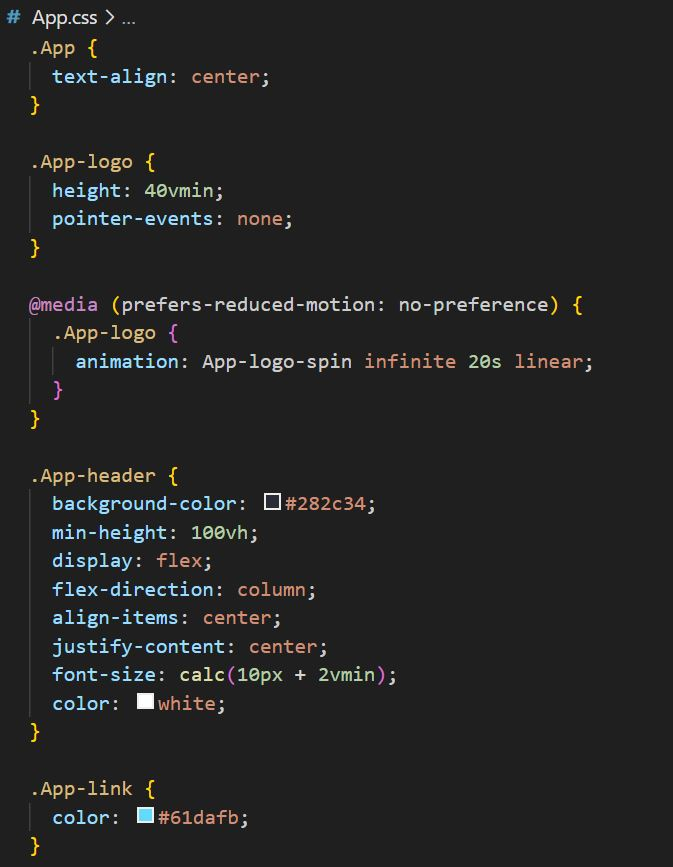 # App.css > ...
.App {
  text-align: center;
}

.App-logo {
  height: 40vmin;
  pointer-events: none;
}

@media (prefers-reduced-motion: no-preference) {
  .App-logo {
    animation: App-logo-spin infinite 20s linear;
  }
}

.App-header {
  background-color: #282c34;
  min-height: 100vh;
  display: flex;
  flex-direction: column;
  align-items: center;
  justify-content: center;
  font-size: calc(10px + 2vmin);
  color: white;
}

.App-link {
  color: #61dafb;
}